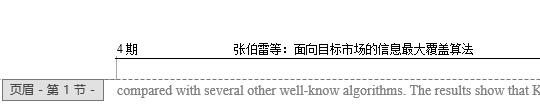 4 期 张伯雷等：面向目标市场的信息最大覆盖算法
页眉 - 第 1 节 -
compared with several other well-know algorithms. The results show that K